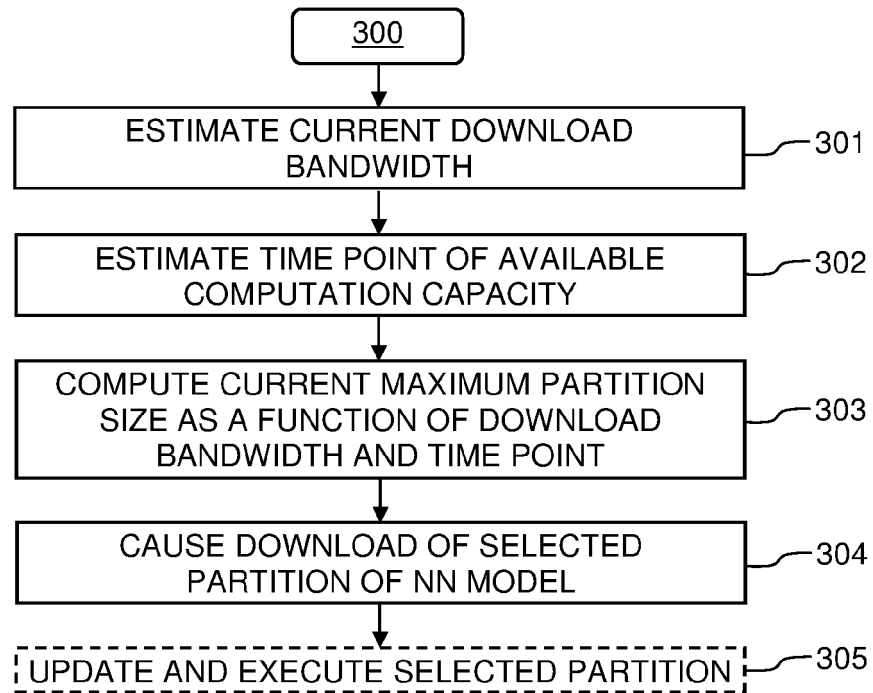 300
ESTIMATE CURRENT DOWNLOAD
BANDWIDTH
301
ESTIMATE TIME POINT OF AVAILABLE
COMPUTATION CAPACITY
302
COMPUTE CURRENT MAXIMUM PARTITION
SIZE AS A FUNCTION OF DOWNLOAD
BANDWIDTH AND TIME POINT
303
CAUSE DOWNLOAD OF SELECTED
PARTITION OF NN MODEL
304
UPDATE AND EXECUTE SELECTED PARTITION
305